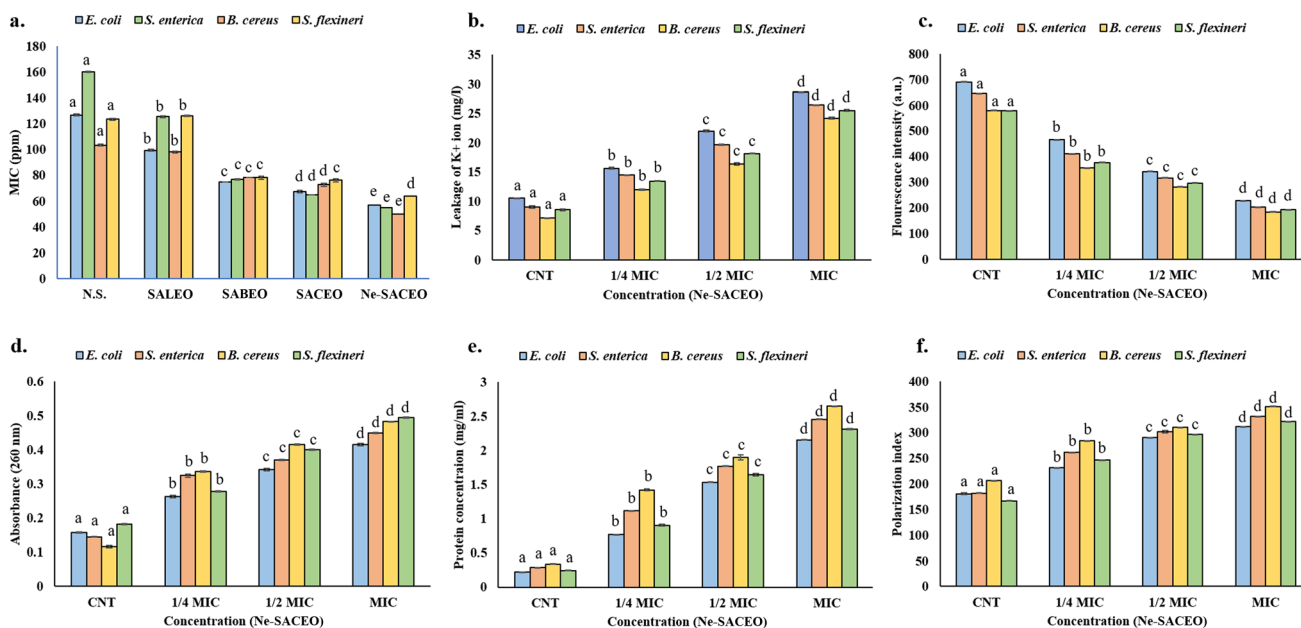 a.
E. coli S. enterica B. cereus S. flexineri
MIC (ppm)
180
160
140
120
100
80
60
40
20
0
a a a a
b b b b
c c c c
d d c c
e e e d
N.S. SALEO SABEO SACEO Ne-SACEO
b.
E. coli S. enterica B. cereus S. flexineri
Leakage of K+ ion (mg/l)
35
30
25
20
15
10
5
0
a a a a
b b b b
c c c c
d d d d
CNT 1/4 MIC 1/2 MIC MIC
Concentration (Ne-SACEO)
c.
E. coli S. enterica B. cereus S. flexineri
Flourescence intensity (a.u.)
800
700
600
500
400
300
200
100
0
a a a a
b b b b
c c c c
d d d d
CNT 1/4 MIC 1/2 MIC MIC
Concentration (Ne-SACEO)
d.
E. coli S. enterica B. cereus S. flexineri
Absorbance (260 nm)
0.6
0.5
0.4
0.3
0.2
0.1
0
a a a a
b b b b
c c c c
d d d d
CNT 1/4 MIC 1/2 MIC MIC
Concentration (Ne-SACEO)
e.
E. coli S. enterica B. cereus S. flexineri
Protein concentraion (mg/ml)
3
2.5
2
1.5
1
0.5
0
a a a a
b b b b
c c c c
d d d d
CNT 1/4 MIC 1/2 MIC MIC
Concentration (Ne-SACEO)
f.
E. coli S. enterica B. cereus S. flexineri
Polarization index
400
350
300
250
200
150
100
50
0
a a a a
b b b b
c c c c
d d d d
CNT 1/4 MIC 1/2 MIC MIC
Concentration (Ne-SACEO)